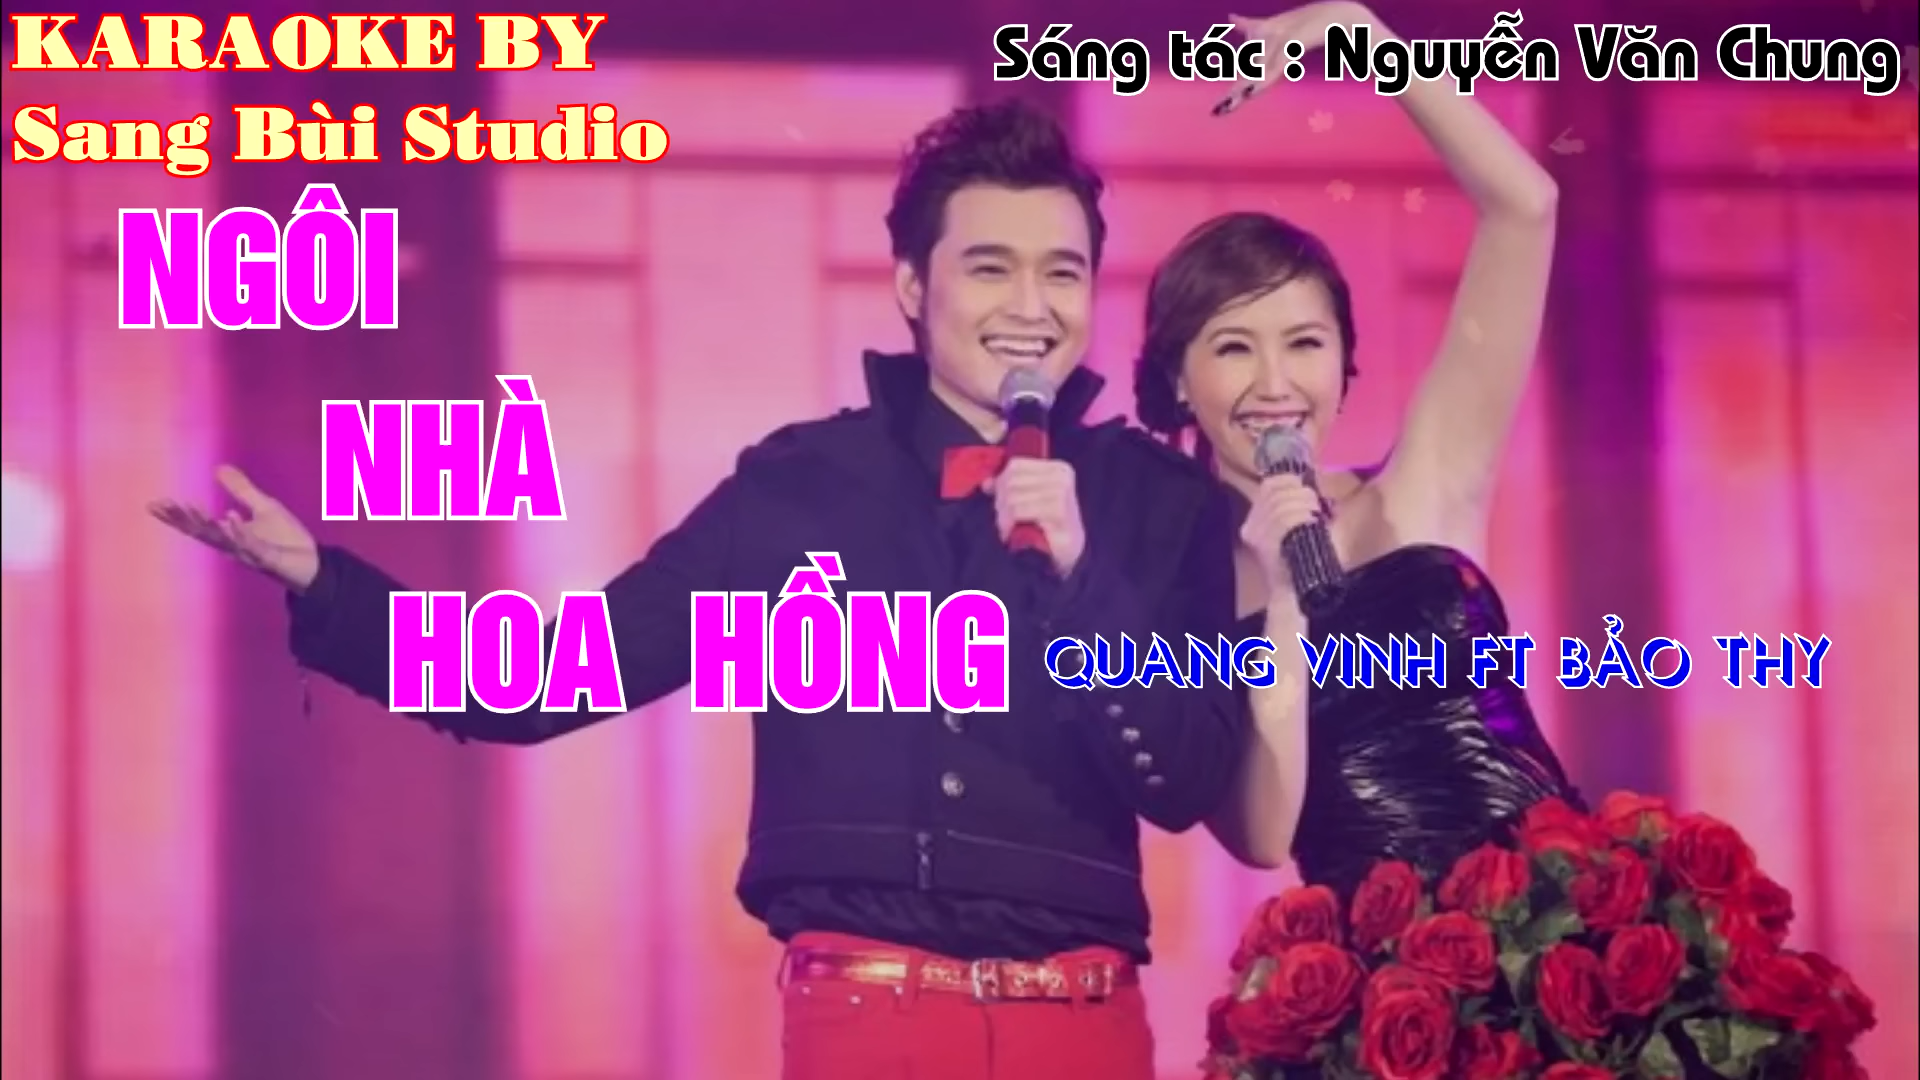 KARAOKE BY
Sang Bùi Studio
Sáng tác : Nguyễn Văn Chung
NGÔI
NHÀ
HOA HỒNG
QUANG VINH FT BẢO THY